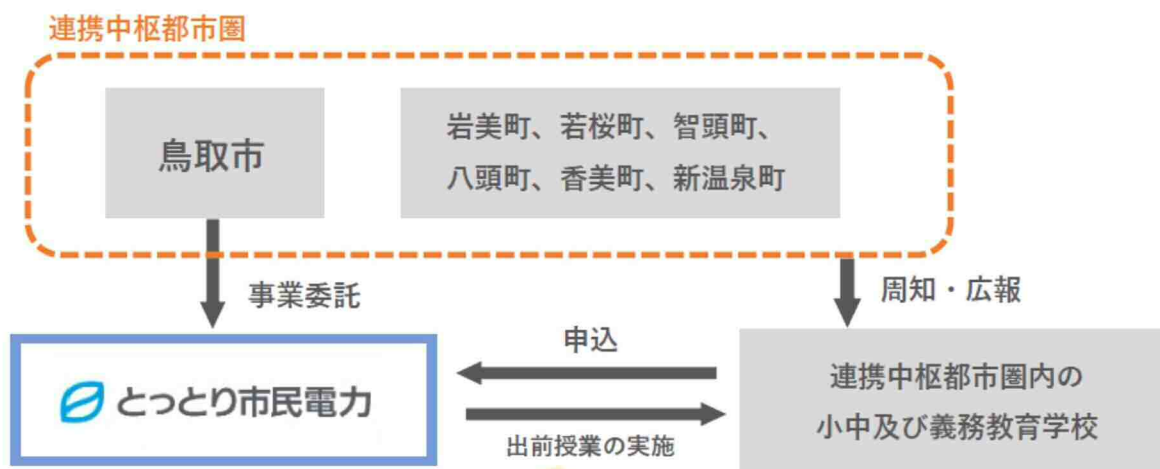 連携中枢都市圏
鳥取市
岩美町、若桜町、智頭町、
八頭町、香美町、新温泉町
事業委託
周知・広報
とっとり市民電力
申込
出前授業の実施
連携中枢都市圏内の
小中及び義務教育学校